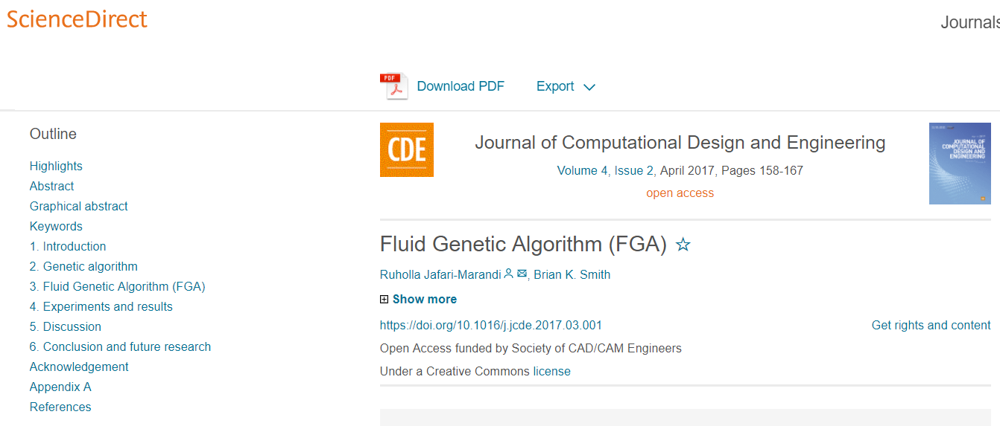 ScienceDirect
Journals
PDF
Download PDF
Export
Outline
Highlights
Abstract
Graphical abstract
Keywords
1. Introduction
2. Genetic algorithm
3. Fluid Genetic Algorithm (FGA)
4. Experiments and results
5. Discussion
6. Conclusion and future research
Acknowledgement
Appendix A
References
CDE
Journal of Computational Design and Engineering
Volume 4, Issue 2, April 2017, Pages 158-167
open access
JOURNAL OF
COMPUTATIONAL
DESIGN AND
ENGINEERING
Fluid Genetic Algorithm (FGA)
Ruholla Jafari-Marandi, Brian K. Smith
Show more
https://doi.org/10.1016/j.jcde.2017.03.001
Get rights and content
Open Access funded by Society of CAD/CAM Engineers
Under a Creative Commons license